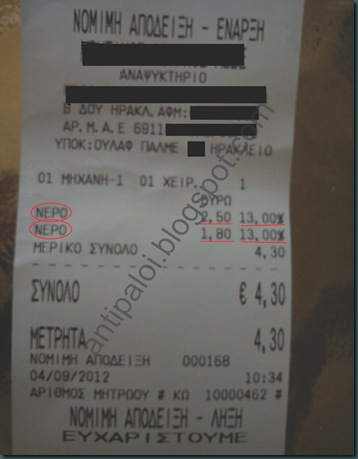 ΝΟΜΙΜΗ ΑΠΟΔΕΙΞΗ - ΕΝΑΡΞΗ
ΑΝΑΨΥΚΤΗΡΙΟ
Β ΔΟΥ ΗΡΑΚΛ.ΑΦΜ:
ΑΡ.Μ.Α.Ε 6911
ΥΠΟΚ:ΟΥΛΑΦ ΠΑΛΜΕ ΗΡΑΚΛΕΙΟ
01 ΜΗΧΑΝΗ-1 01 ΧΕΙΡ. 1
ΕΥΡΩ
ΝΕΡΟ 2,50 13,00%
ΝΕΡΟ 1,80 13,00%
ΜΕΡΙΚΟ ΣΥΝΟΛΟ 4,30
ΣΥΝΟΛΟ € 4,30
ΜΕΤΡΗΤΑ 4,30
ΝΟΜΙΜΗ ΑΠΟΔΕΙΞΗ 000168
04/09/2012 10:34
ΑΡΙΘΜΟΣ ΜΗΤΡΩΟΥ # ΚΩ 10000462 #
ΝΟΜΙΜΗ ΑΠΟΔΕΙΞΗ - ΛΗΞΗ
ΕΥΧΑΡΙΣΤΟΥΜΕ
antipaloi.blogspot.com